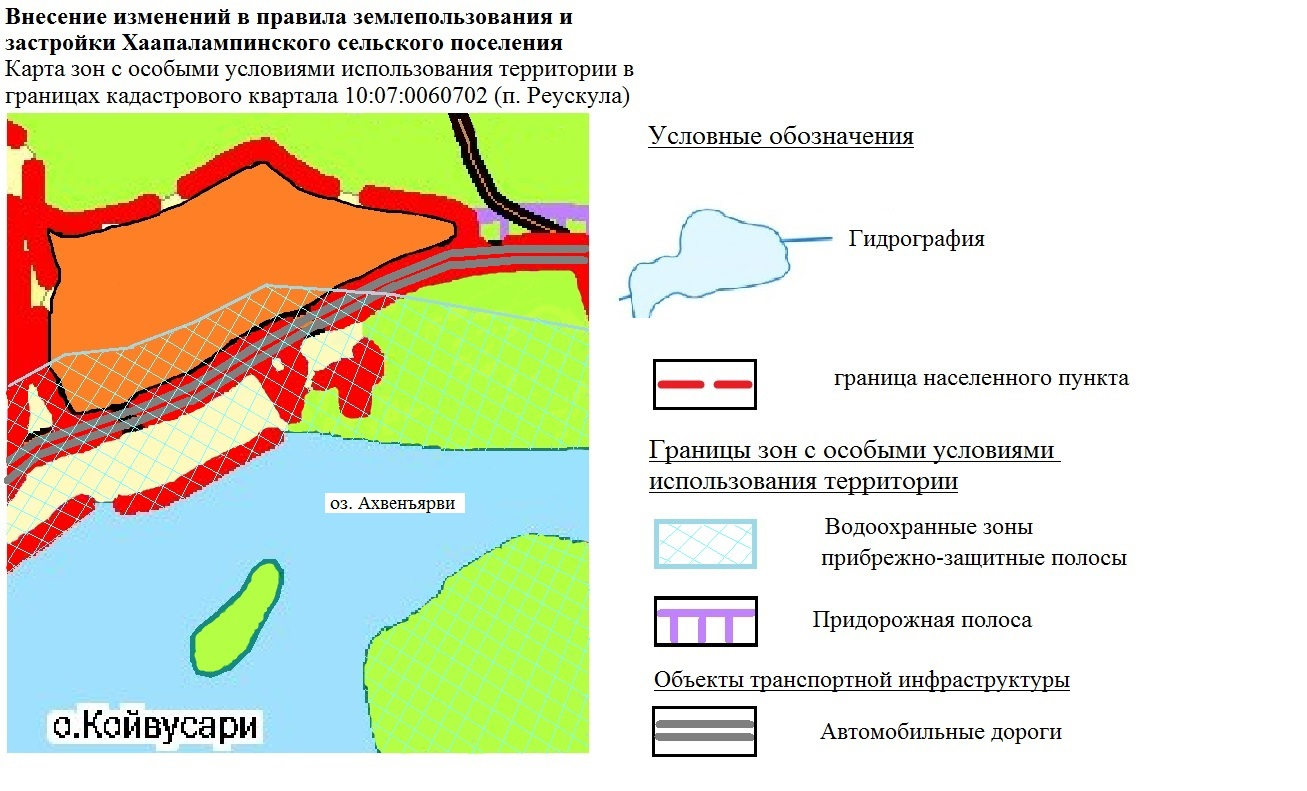 Внесение изменений в правила землепользования и
застройки Хаапалампинского сельского поселения
Карта зон с особыми условиями использования территории в
границах кадастрового квартала 10:07:0060702 (п. Реускула)
Условные обозначения
Гидрография
граница населенного пункта
Границы зон с особыми условиями
использования территории
оз. Ахвенъярви
Водоохранные зоны
прибрежно-защитные полосы
Придорожная полоса
Объекты транспортной инфраструктуры
о.Койвусари
Автомобильные дороги